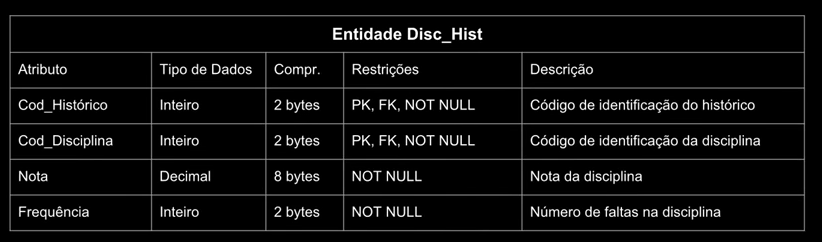 Entidade Disc_Hist
Atributo Tipo de Dados Compr. Restrições Descrição
Cod_Histórico Inteiro 2 bytes PK, FK, NOT NULL Código de identificação do histórico
Cod_Disciplina Inteiro 2 bytes PK, FK, NOT NULL Código de identificação da disciplina
Nota Decimal 8 bytes NOT NULL Nota da disciplina
Frequência Inteiro 2 bytes NOT NULL Número de faltas na disciplina